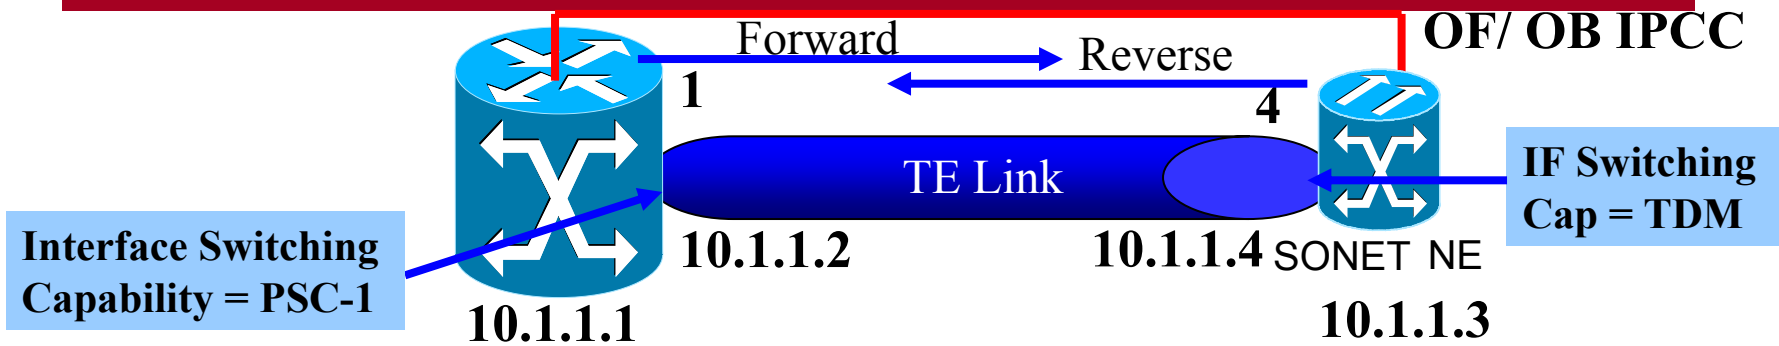 OF/ OB IPCC
Forward
Reverse
1
4
TE Link
IF Switching
Cap = TDM
Interface Switching
Capability = PSC-1
10.1.1.2
10.1.1.4
SONET NE
10.1.1.1
10.1.1.3